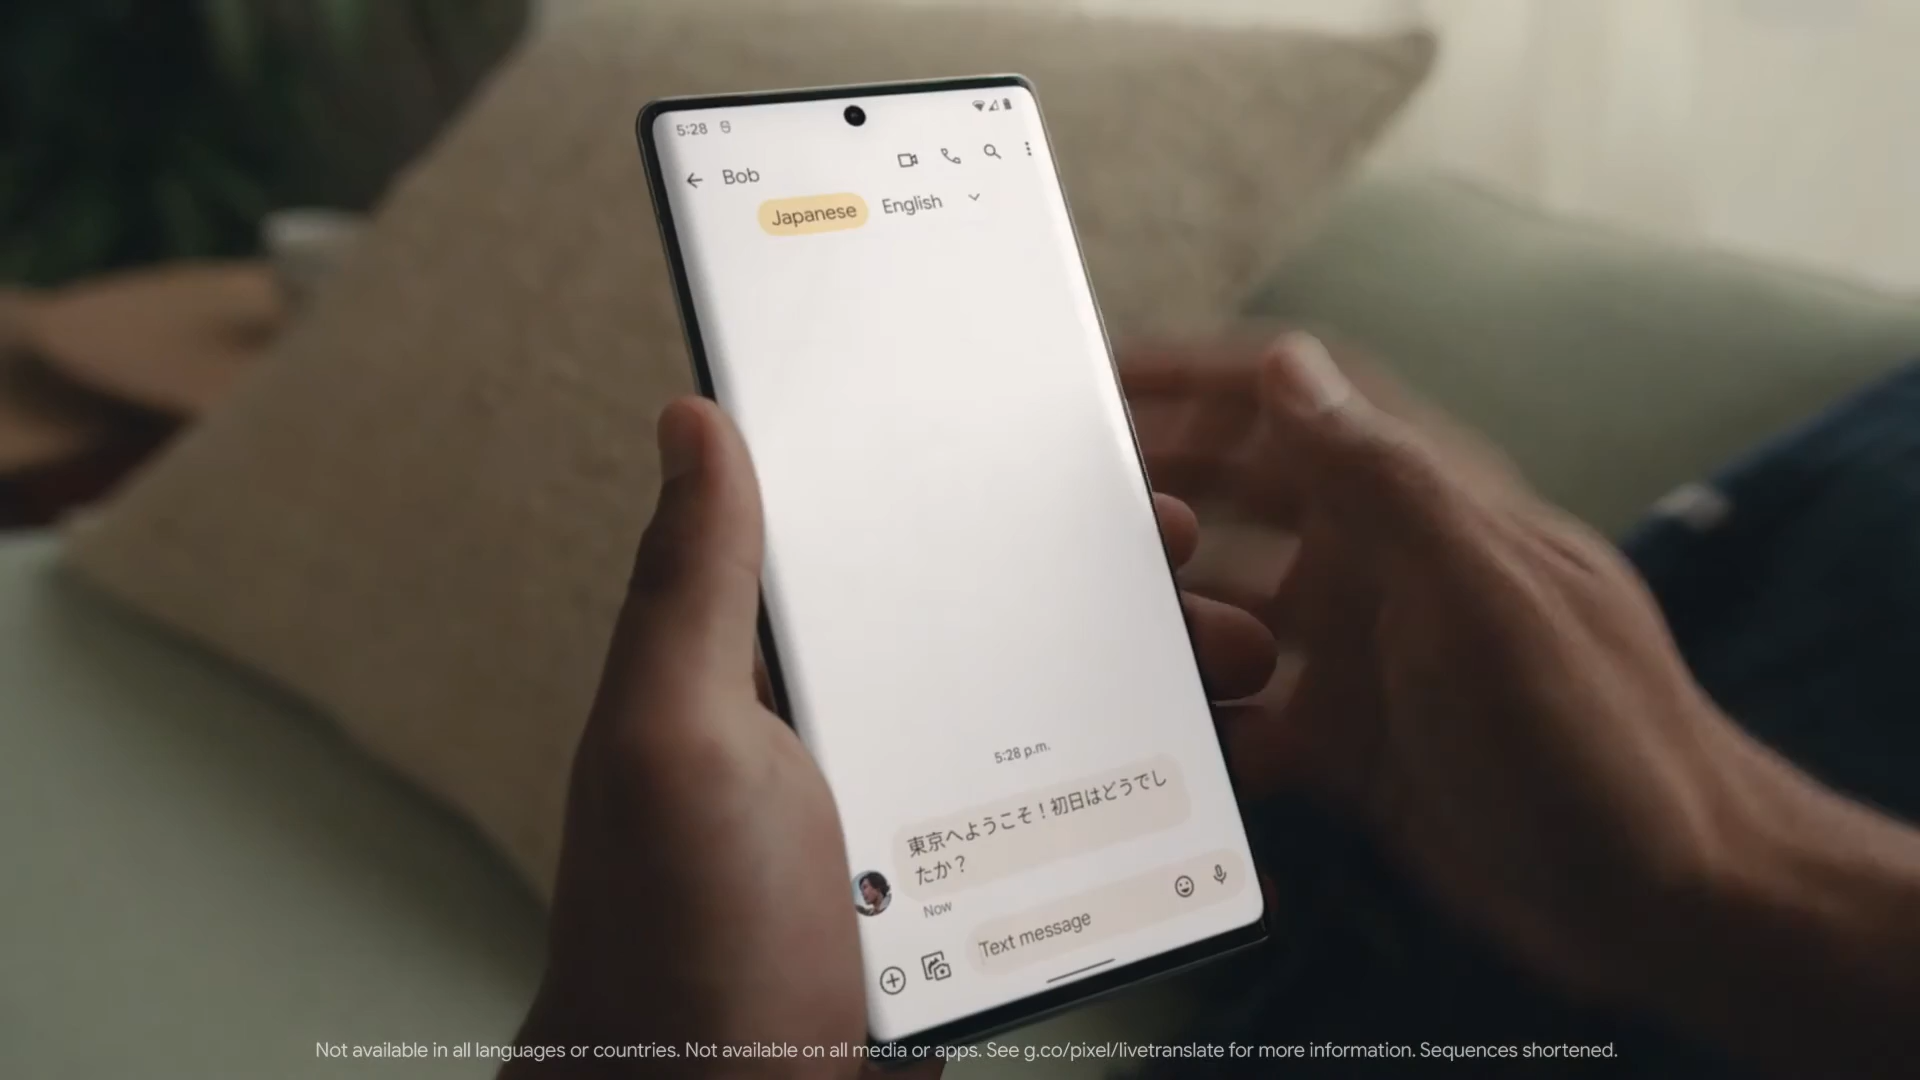 5:28
Bob
Japanese English
5:28 p.m.
東京へようこそ！初日はどうでし
たか？
Now
Text message
Not available in all languages or countries. Not available on all media or apps. See g.co/pixel/livetranslate for more information. Sequences shortened.